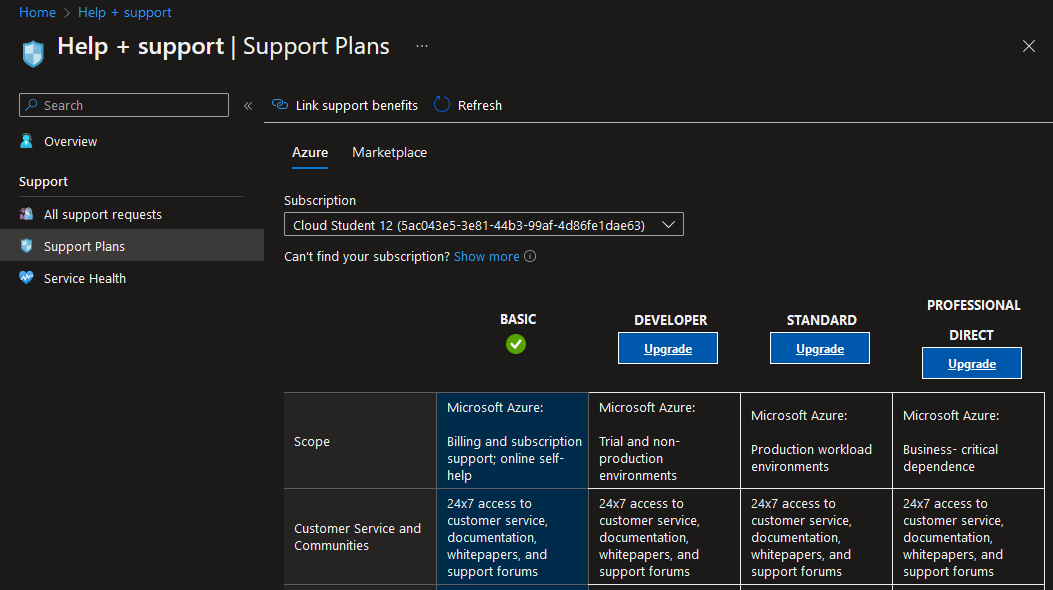 Home > Help + support
Help + support | Support Plans ...
Search «
Link support benefits Refresh
Overview
Azure Marketplace
Support
Subscription
All support requests
Cloud Student 12 (5ac043e5-3e81-44b3-99af-4d86fe1dae63)
Support Plans
Can't find your subscription? Show more
Service Health
BASIC
DEVELOPER
Upgrade
STANDARD
Upgrade
PROFESSIONAL
DIRECT
Upgrade
Scope
Microsoft Azure:
Billing and subscription
support; online self-
help
Microsoft Azure:
Trial and non-
production
environments
Microsoft Azure:
Production workload
environments
Microsoft Azure:
Business- critical
dependence
Customer Service and
Communities
24x7 access to
customer service,
documentation,
whitepapers, and
support forums
24x7 access to
customer service,
documentation,
whitepapers, and
support forums
24x7 access to
customer service,
documentation,
whitepapers, and
support forums
24x7 access to
customer service,
documentation,
whitepapers, and
support forums